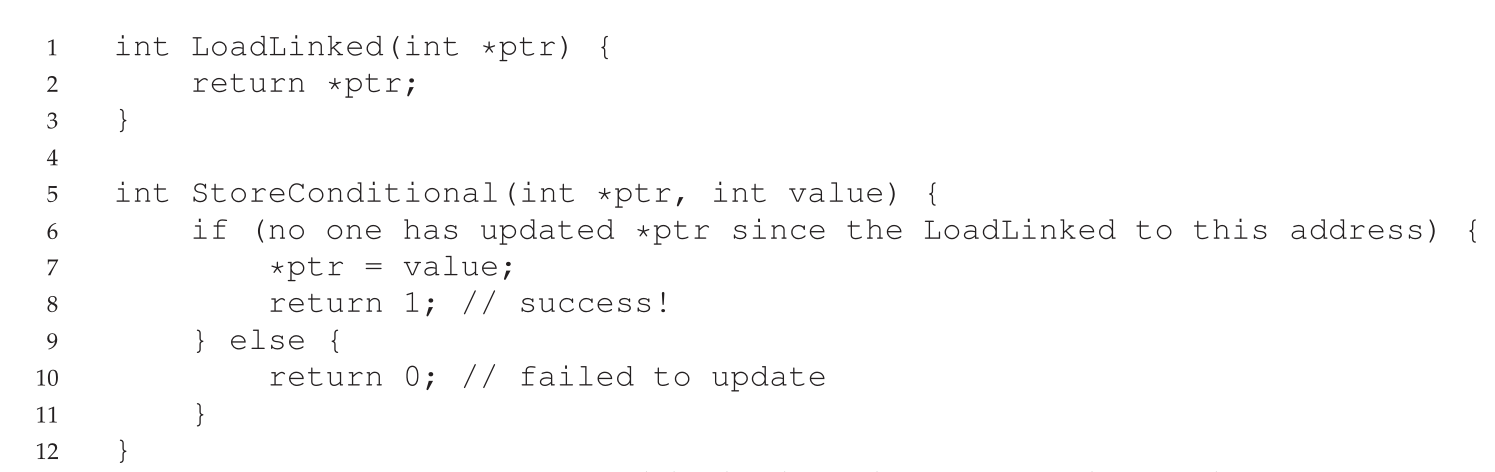 1 int LoadLinked(int *ptr) {
2 return *ptr;
3 }
4
5 int StoreConditional(int *ptr, int value) {
6 if (no one has updated *ptr since the LoadLinked to this address) {
7 *ptr = value;
8 return 1; // success!
9 } else {
10 return 0; // failed to update
11 }
12 }